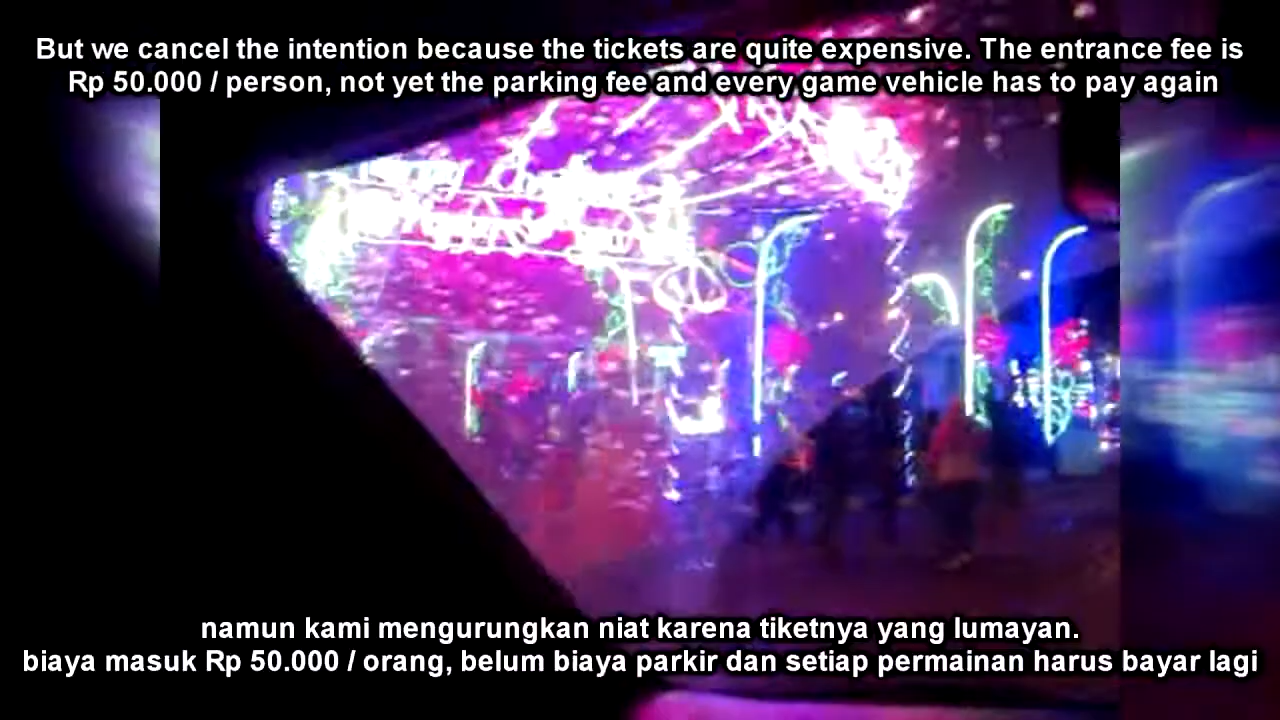 But we cancel the intention because the tickets are quite expensive. The entrance fee is
Rp 50.000 / person, not yet the parking fee and every game vehicle has to pay again
namun kami mengurungkan niat karena tiketnya yang lumayan.
biaya masuk Rp 50.000 / orang, belum biaya parkir dan setiap permainan harus bayar lagi